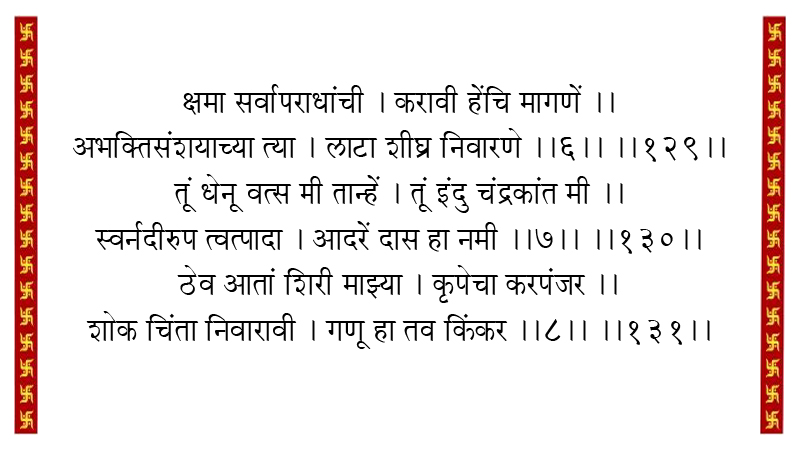 क्षमा सर्वापराधांची । करावी हेंचि मागणें ।।
अभक्तिसंशयाच्या त्या । लाटा शीघ्र निवारणे ।।६।। ।।१२९।।
तूं धेनू वत्स मी तान्हें । तूं इंदु चंद्रकांत मी ।।
स्वर्नदीरुप त्वत्पादा । आदरें दास हा नमी ।।७।। ।।१३०।।
ठेव आतां शिरी माझ्या । कृपेचा करपंजर ।।
शोक चिंता निवारावी । गणू हा तव किंकर ।।८।। ।।१३१।।